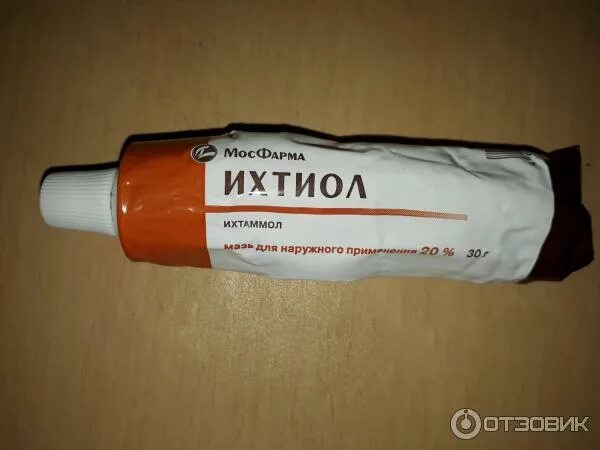 МосФарма
ИХТИОЛ
ИХТАММОЛ
мазь для наружного применения 20 % 30 г
ОТЗОВИК